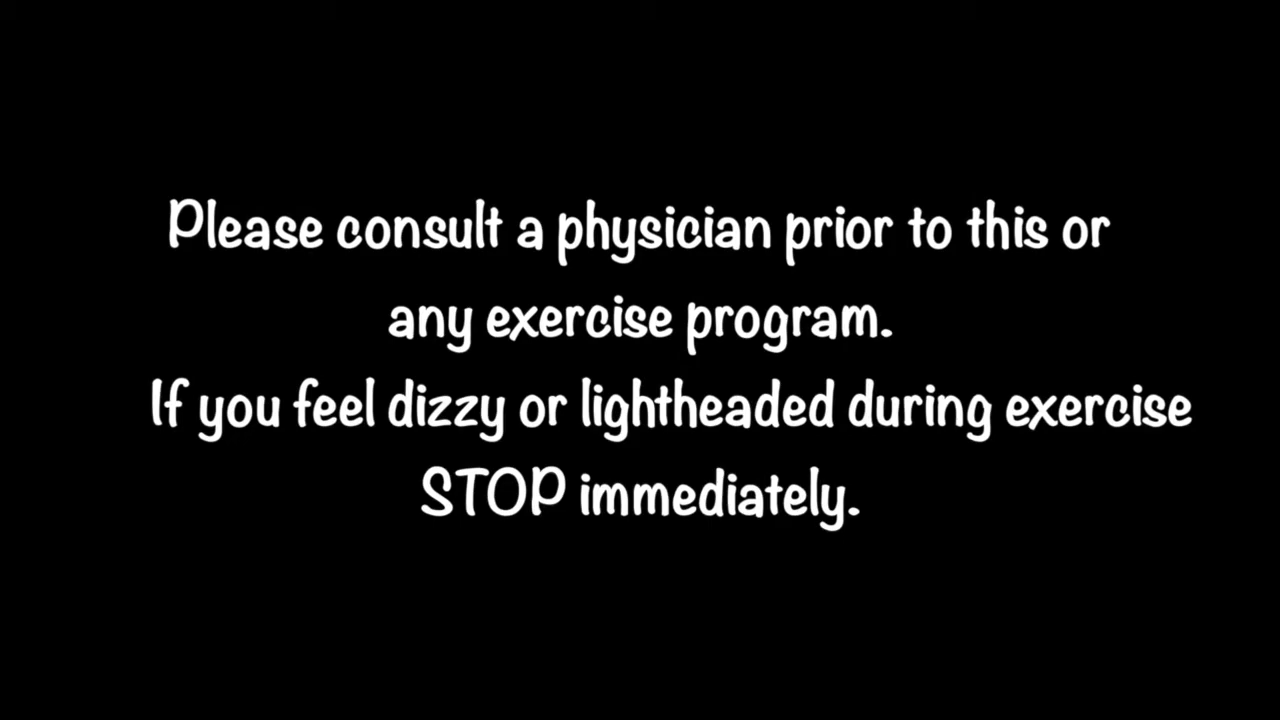 Please consult a physician prior to this or
any exercise program.
If you feel dizzy or lightheaded during exercise
STOP immediately.